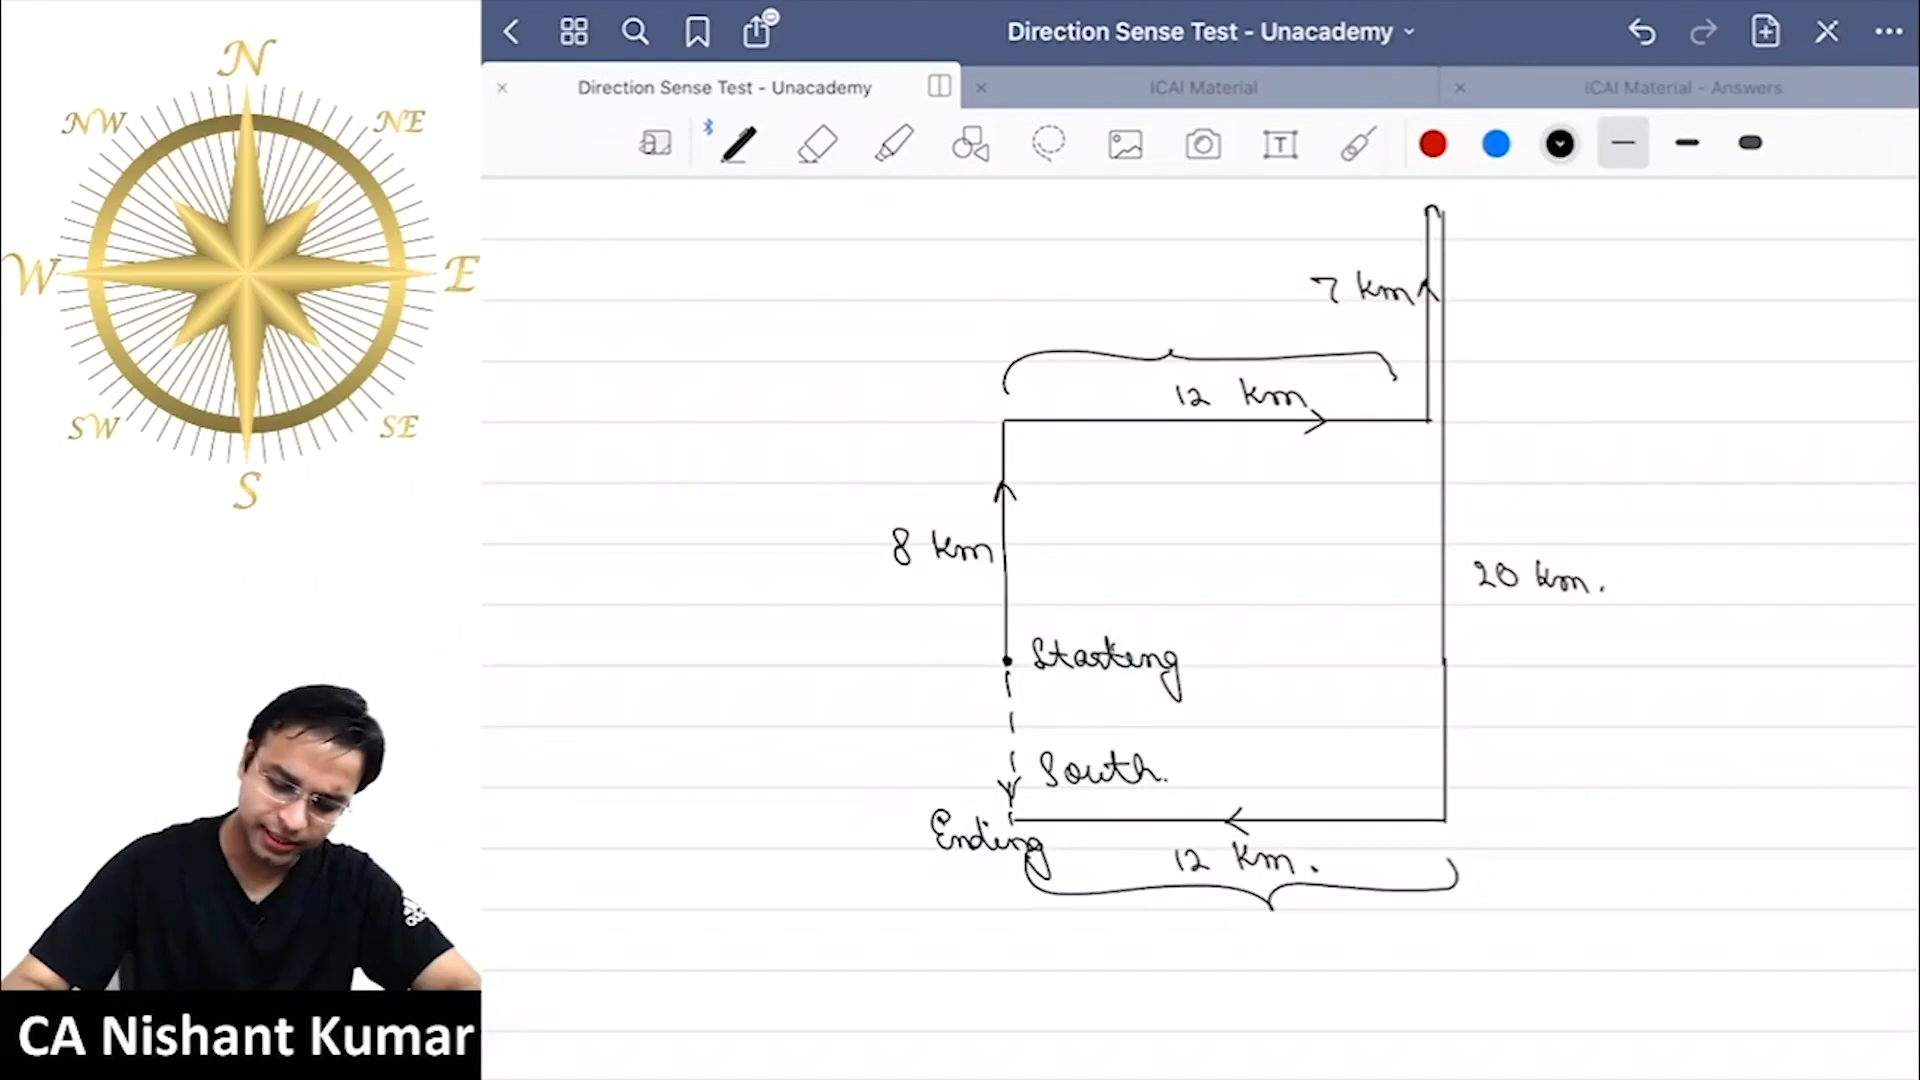 N
NW
NE
W
E
SW
SE
S
CA Nishant Kumar
Direction Sense Test - Unacademy
Direction Sense Test - Unacademy
ICAI Material
ICAI Material - Answers
T
7 km
12 km
8 km
20 km.
Starting
South.
Ending
12 km.